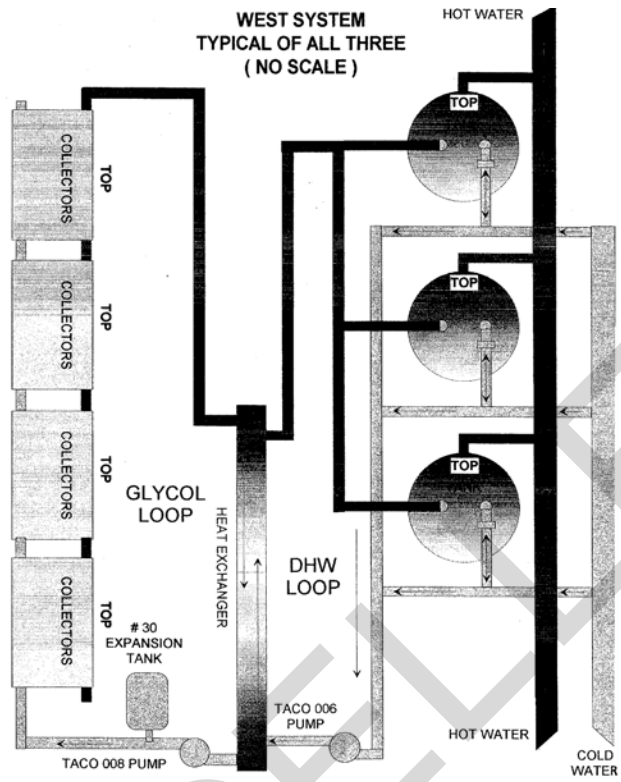 WEST SYSTEM
TYPICAL OF ALL THREE
( NO SCALE )
HOT WATER
COLLECTORS
TOP
COLLECTORS
TOP
COLLECTORS
TOP
COLLECTORS
TOP
TOP
TOP
TOP
GLYCOL
LOOP
HEAT EXCHANGER
DHW
LOOP
# 30
EXPANSION
TANK
TACO 008 PUMP
TACO 006
PUMP
HOT WATER
COLD
WATER